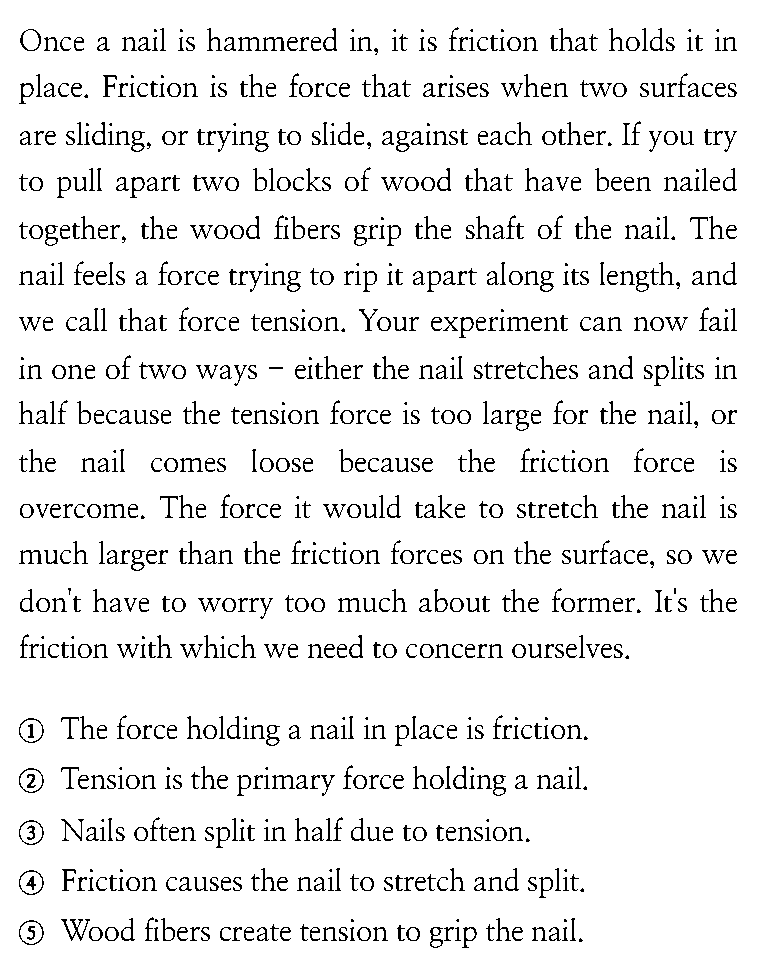 Once a nail is hammered in, it is friction that holds it in
place. Friction is the force that arises when two surfaces
are sliding, or trying to slide, against each other. If you try
to pull apart two blocks of wood that have been nailed
together, the wood fibers grip the shaft of the nail. The
nail feels a force trying to rip it apart along its length, and
we call that force tension. Your experiment can now fail
in one of two ways – either the nail stretches and splits in
half because the tension force is too large for the nail, or
the nail comes loose because the friction force is
overcome. The force it would take to stretch the nail is
much larger than the friction forces on the surface, so we
don't have to worry too much about the former. It's the
friction with which we need to concern ourselves.
① The force holding a nail in place is friction.
② Tension is the primary force holding a nail.
③ Nails often split in half due to tension.
④ Friction causes the nail to stretch and split.
⑤ Wood fibers create tension to grip the nail.